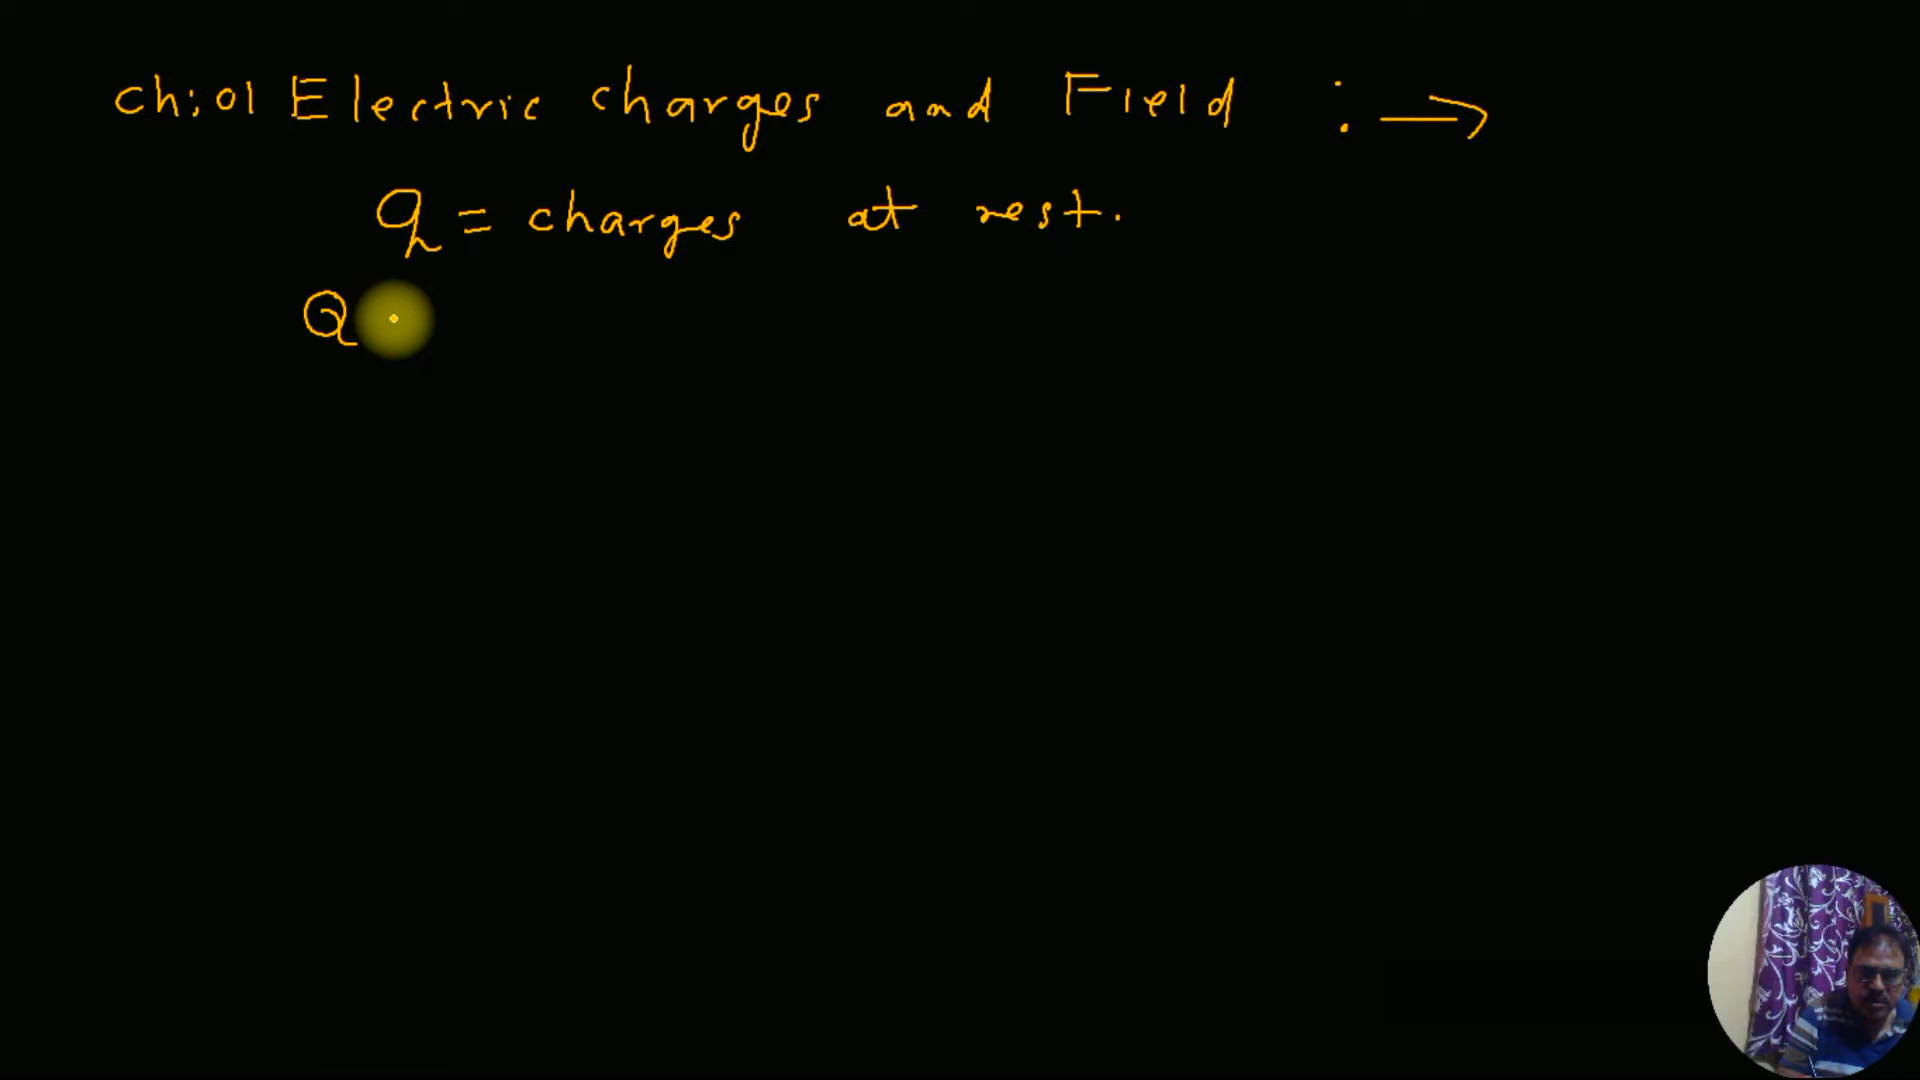 Ch:01 Electric charges and Field :→
q = charges at rest.
Q